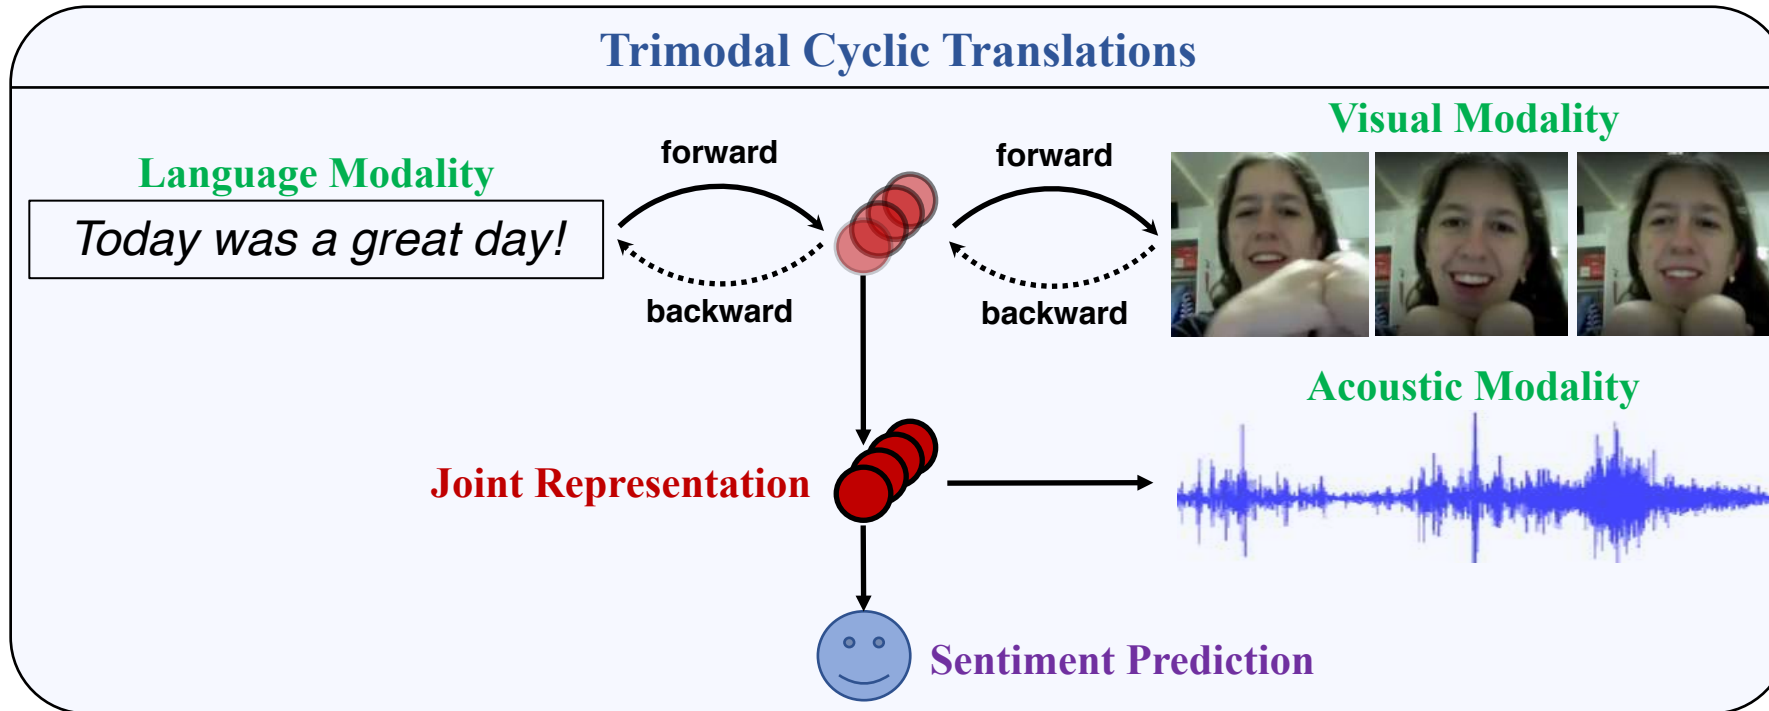 Trimodal Cyclic Translations
Visual Modality
forward
forward
Language Modality
Today was a great day!
backward
backward
Acoustic Modality
Joint Representation
Sentiment Prediction